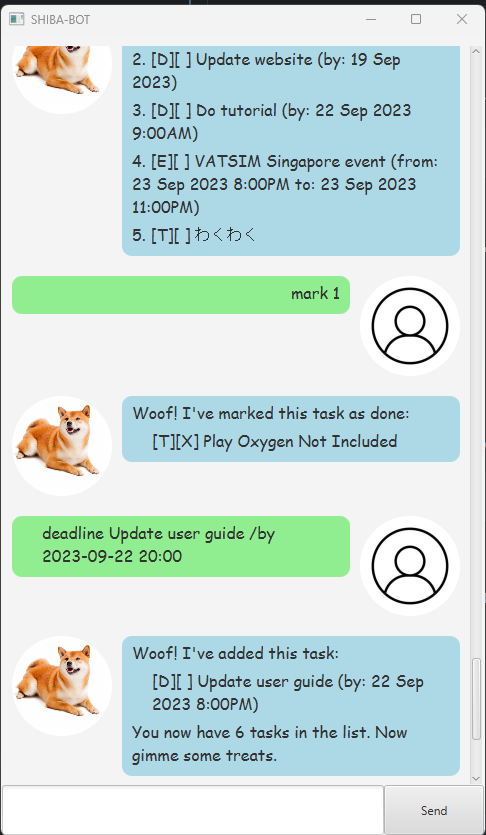 SHIBA-BOT
2. [D][ ] Update website (by: 19 Sep
2023)
3. [D][ ] Do tutorial (by: 22 Sep 2023
9:00AM)
4. [E][ ] VATSIM Singapore event (from:
23 Sep 2023 8:00PM to: 23 Sep 2023
11:00PM)
5. [T][ ] わくわく
mark 1
Woof! I've marked this task as done:
[T][X] Play Oxygen Not Included
deadline Update user guide /by
2023-09-22 20:00
Woof! I've added this task:
[D][ ] Update user guide (by: 22 Sep
2023 8:00PM)
You now have 6 tasks in the list. Now
gimme some treats.
Send